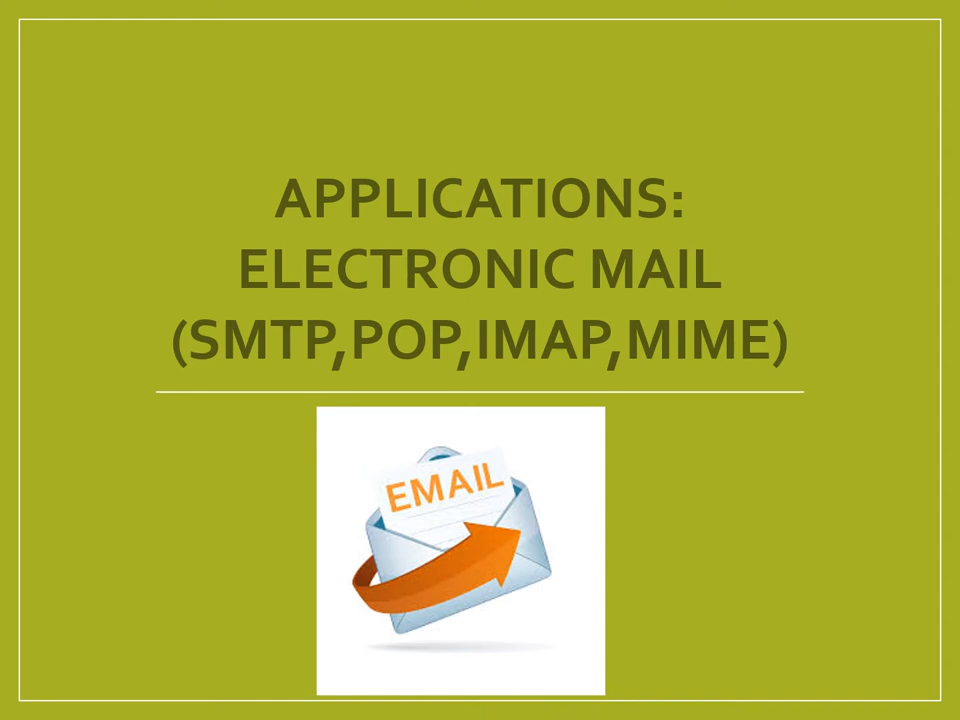 APPLICATIONS:
ELECTRONIC MAIL
(SMTP,POP,IMAP,MIME)
EMAIL